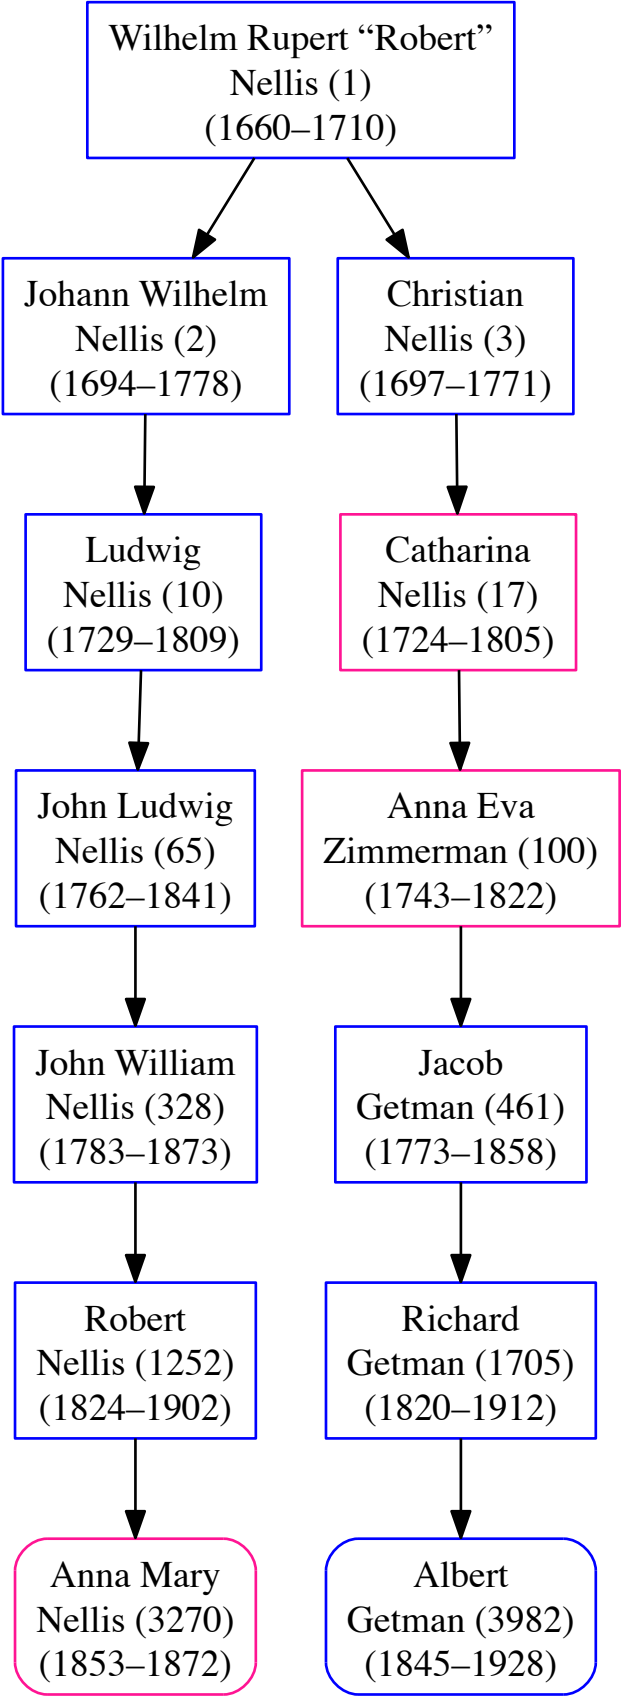 Wilhelm Rupert “Robert”
Nellis (1)
(1660–1710)
Johann Wilhelm
Nellis (2)
(1694–1778)
Christian
Nellis (3)
(1697–1771)
Ludwig
Nellis (10)
(1729–1809)
Catharina
Nellis (17)
(1724–1805)
John Ludwig
Nellis (65)
(1762–1841)
Anna Eva
Zimmerman (100)
(1743–1822)
John William
Nellis (328)
(1783–1873)
Jacob
Getman (461)
(1773–1858)
Robert
Nellis (1252)
(1824–1902)
Richard
Getman (1705)
(1820–1912)
Anna Mary
Nellis (3270)
(1853–1872)
Albert
Getman (3982)
(1845–1928)